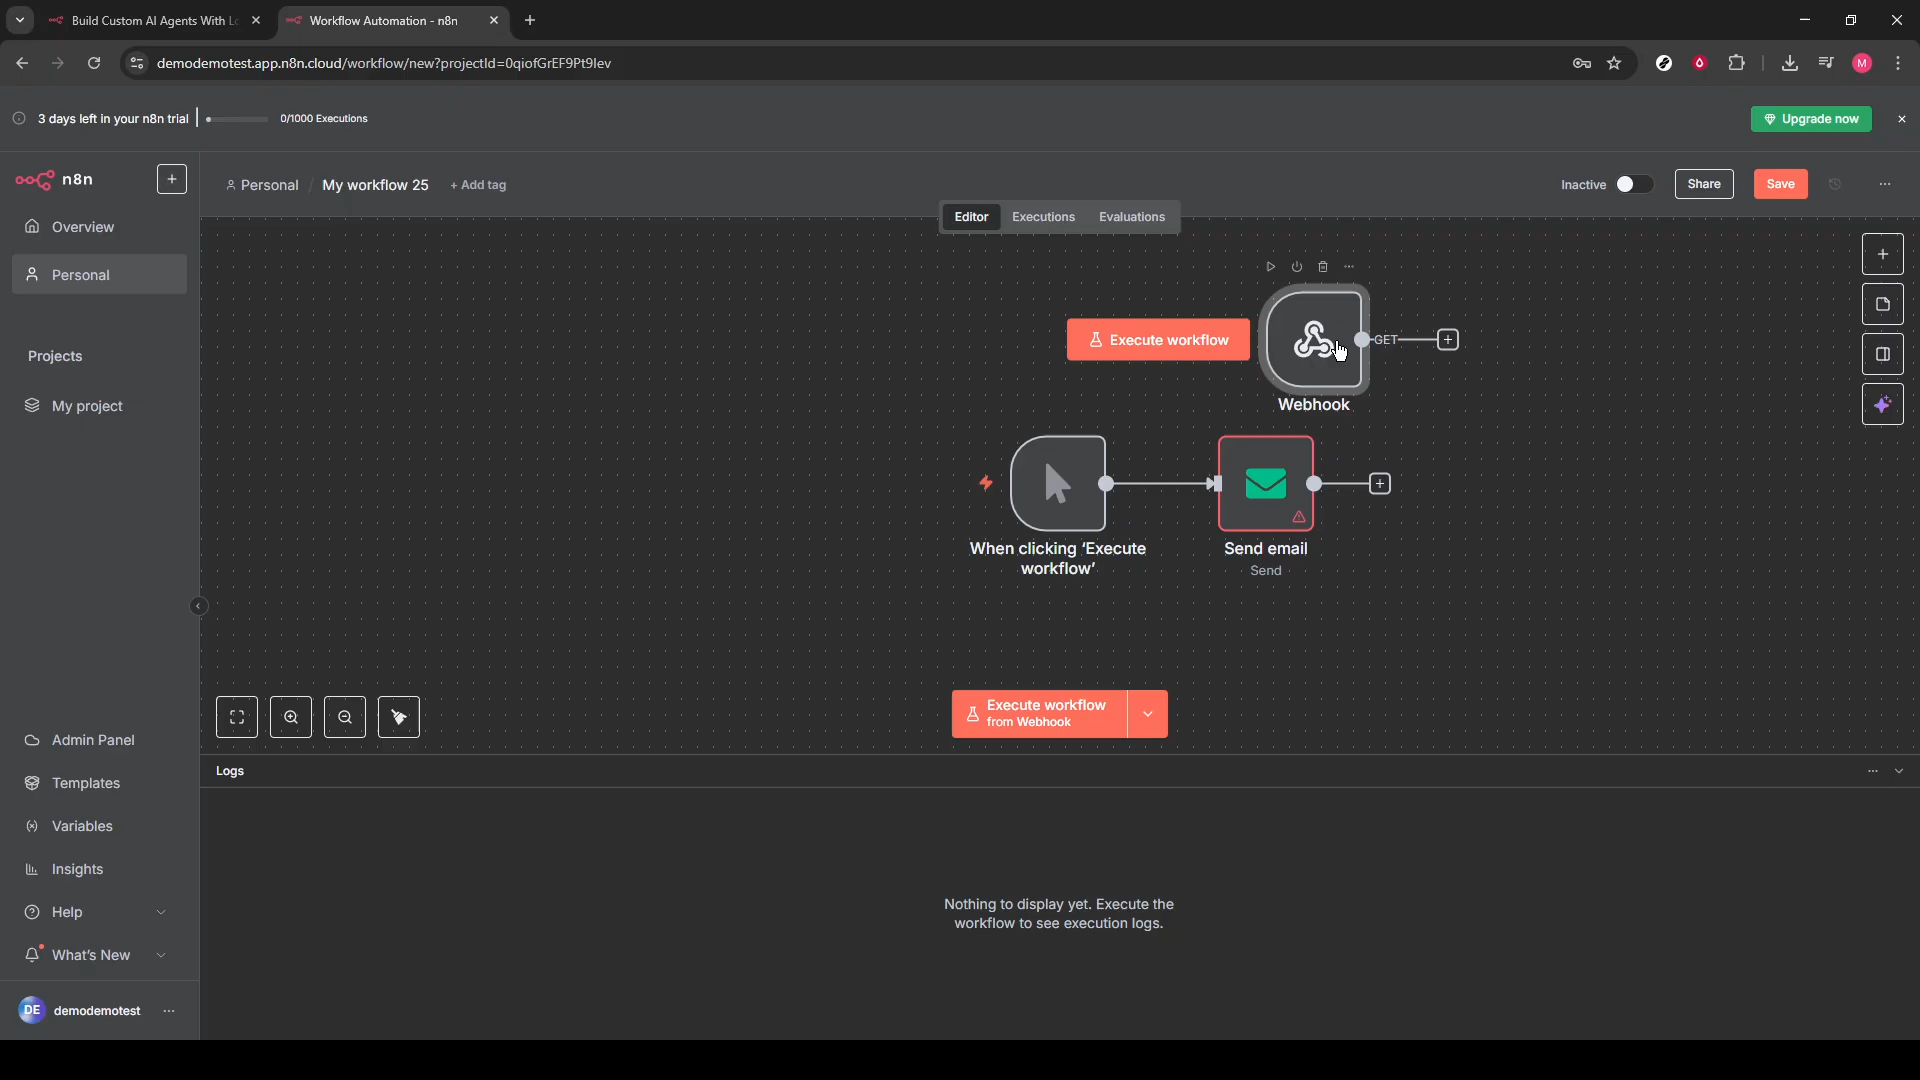 Build Custom AI Agents With Lo
Workflow Automation - n8n
demodemotest.app.n8n.cloud/workflow/new?projectId=0qiofGrEF9Pt9lev
M
3 days left in your n8n trial
0/1000 Executions
Upgrade now
n8n
Personal / My workflow 25 + Add tag
Inactive
Share
Save
Editor
Executions
Evaluations
Overview
Personal
Projects
My project
Execute workflow
GET
Webhook
When clicking ‘Execute
workflow’
Send email
Send
Execute workflow
from Webhook
Admin Panel
Templates
Variables
Insights
Help
What's New
DE
demodemotest
Logs
Nothing to display yet. Execute the
workflow to see execution logs.